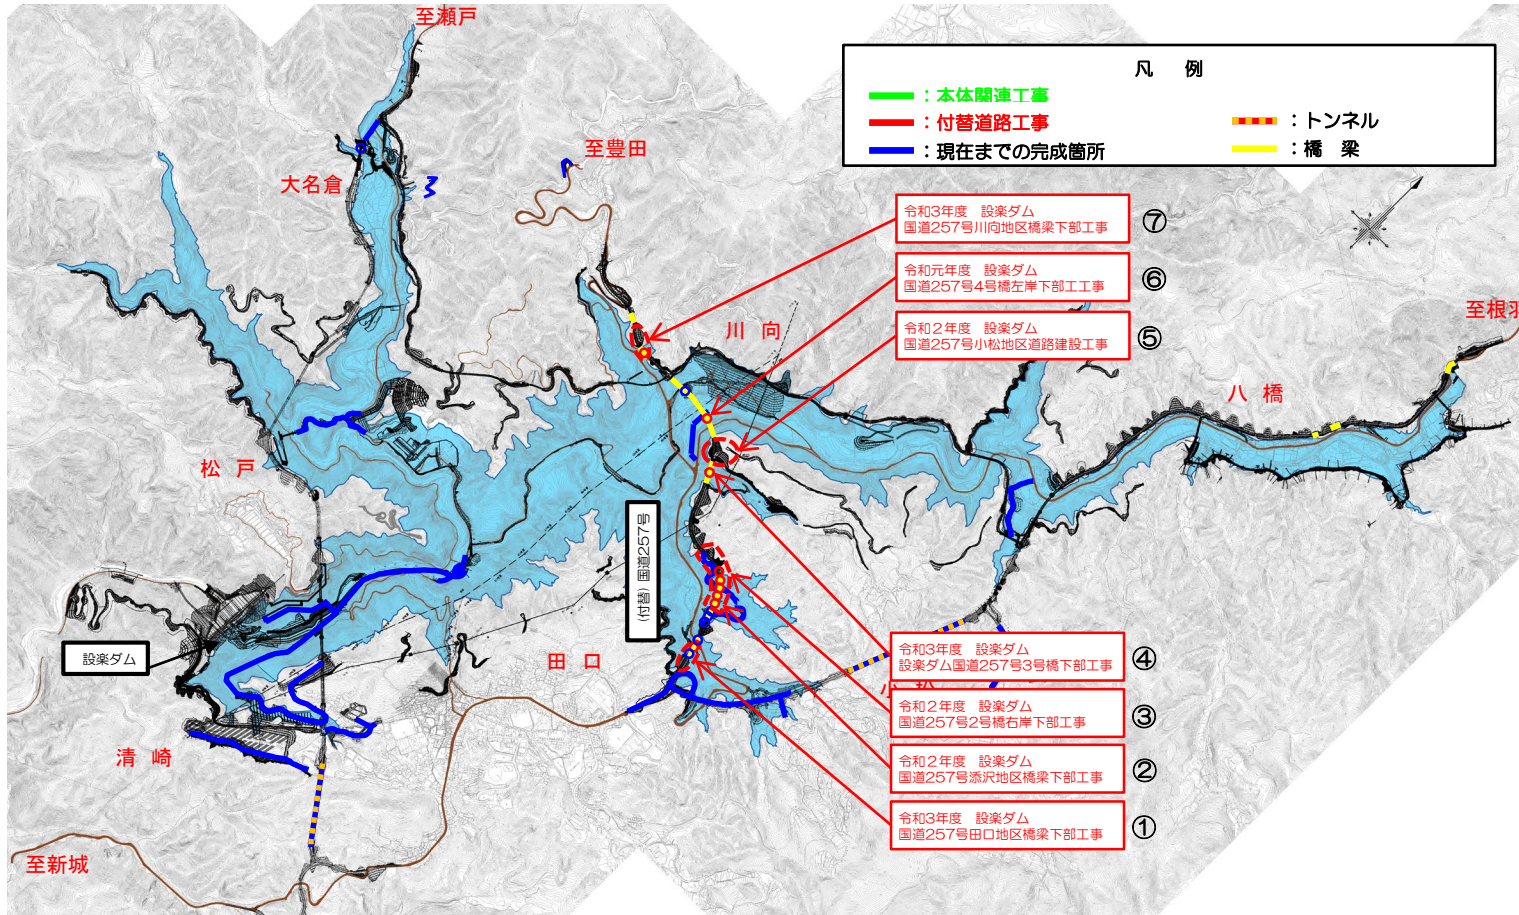 至瀬戸
凡　例
：本体関連工事
：付替道路工事
：現在までの完成箇所
：トンネル
：橋　梁
至豊田
大名倉
令和3年度　設楽ダム
国道257号川向地区橋梁下部工事
⑦
令和元年度　設楽ダム
国道257号4号橋左岸下部工工事
⑥
令和２年度　設楽ダム
国道257号小松地区道路建設工事
⑤
川　向
至根羽
八　橋
松　戸
(付替）国道257号
設楽ダム
田　口
令和3年度　設楽ダム
設楽ダム国道257号3号橋下部工事
④
令和２年度　設楽ダム
国道257号2号橋右岸下部工事
③
令和２年度　設楽ダム
国道257号添沢地区橋梁下部工事
②
令和3年度　設楽ダム
国道257号田口地区橋梁下部工事
①
清　崎
至新城